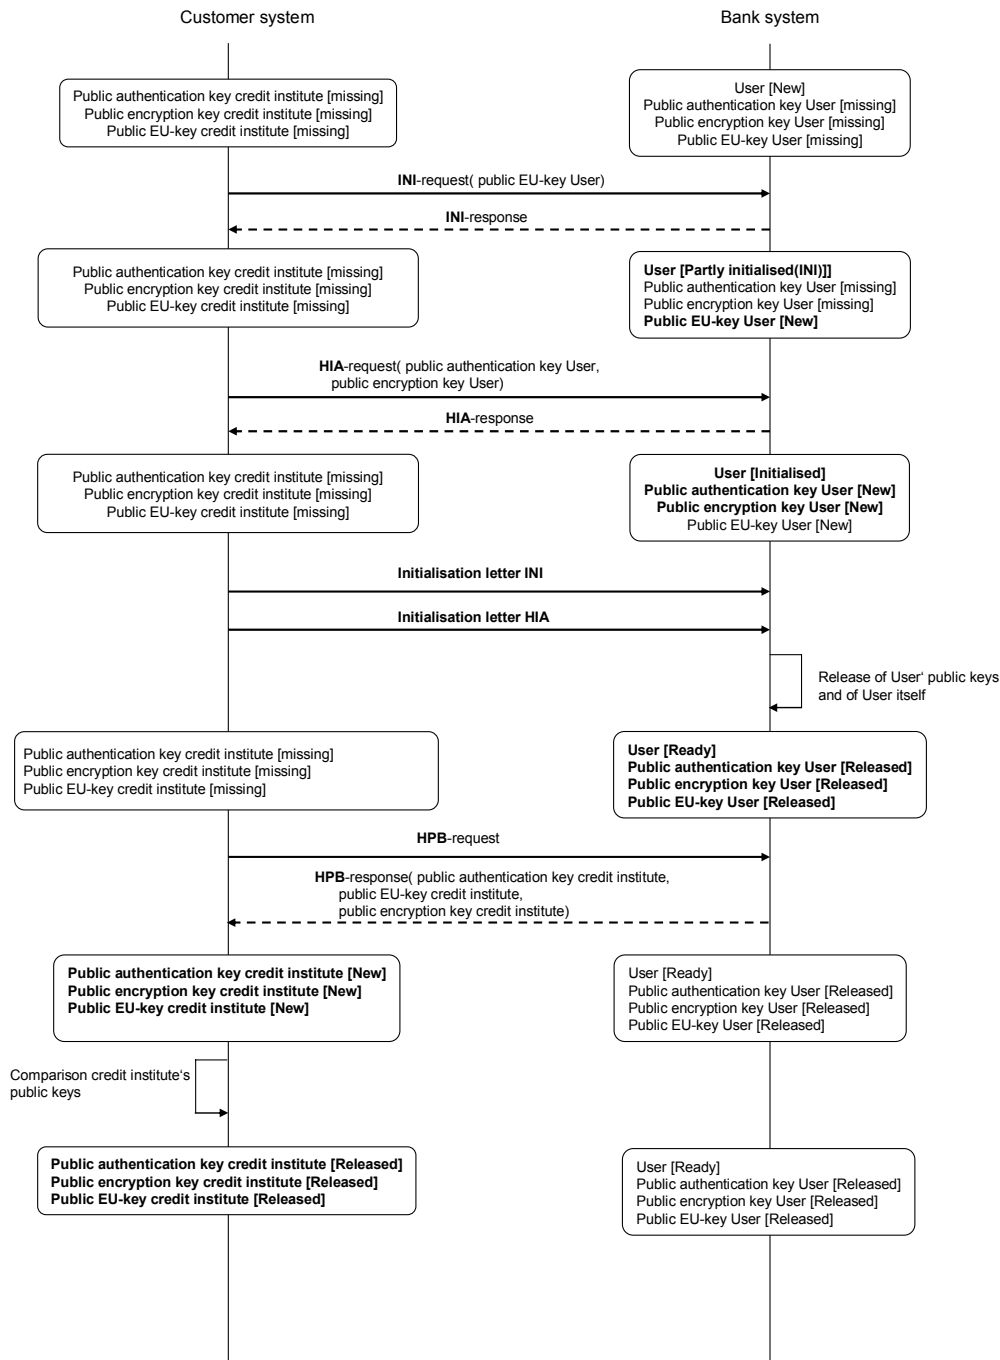 Customer system
Bank system
Public authentication key credit institute [missing]
Public encryption key credit institute [missing]
Public EU-key credit institute [missing]
User [New]
Public authentication key User [missing]
Public encryption key User [missing]
Public EU-key User [missing]
INI-request( public EU-key User)
INI-response
Public authentication key credit institute [missing]
Public encryption key credit institute [missing]
Public EU-key credit institute [missing]
User [Partly initialised(INI)]]
Public authentication key User [missing]
Public encryption key User [missing]
Public EU-key User [New]
HIA-request( public authentication key User,
public encryption key User)
HIA-response
Public authentication key credit institute [missing]
Public encryption key credit institute [missing]
Public EU-key credit institute [missing]
User [Initialised]
Public authentication key User [New]
Public encryption key User [New]
Public EU-key User [New]
Initialisation letter INI
Initialisation letter HIA
Release of User‘ public keys
and of User itself
Public authentication key credit institute [missing]
Public encryption key credit institute [missing]
Public EU-key credit institute [missing]
User [Ready]
Public authentication key User [Released]
Public encryption key User [Released]
Public EU-key User [Released]
HPB-request
HPB-response( public authentication key credit institute,
public EU-key credit institute,
public encryption key credit institute)
Public authentication key credit institute [New]
Public encryption key credit institute [New]
Public EU-key credit institute [New]
User [Ready]
Public authentication key User [Released]
Public encryption key User [Released]
Public EU-key User [Released]
Comparison credit institute‘s
public keys
Public authentication key credit institute [Released]
Public encryption key credit institute [Released]
Public EU-key credit institute [Released]
User [Ready]
Public authentication key User [Released]
Public encryption key User [Released]
Public EU-key User [Released]